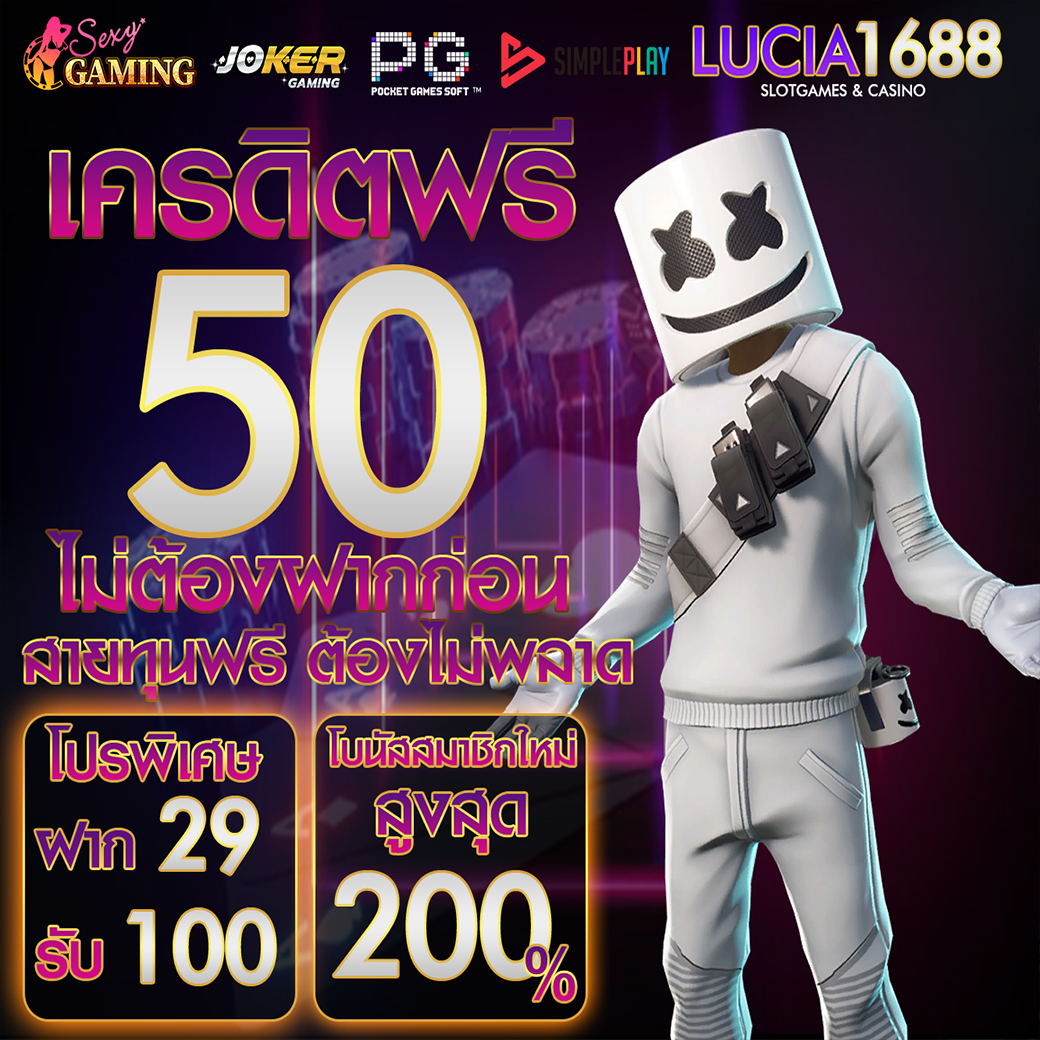 Sexy GAMING
JOKER GAMING
PG POCKET GAMES SOFT ™
SIMPLEPLAY
LUCIA1688
SLOTGAMES & CASINO
เครดิตฟรี
50
ไม่ต้องฝากก่อน
สายทุนฟรี ต้องไม่พลาด
โปรพิเศษ
ฝาก 29
รับ 100
โบนัสสมาชิกใหม่
สูงสุด
200%